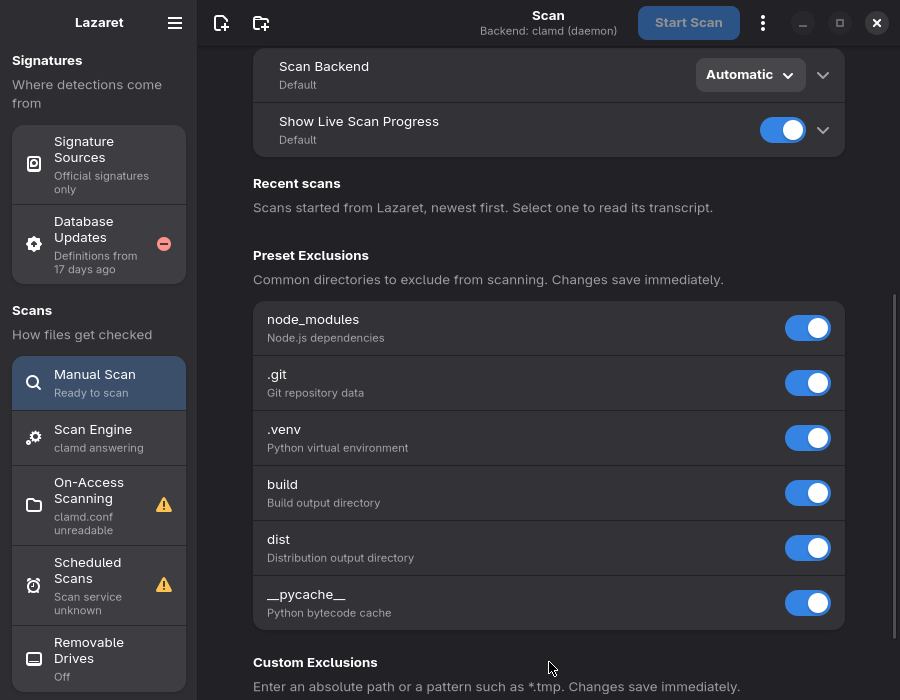 Lazaret
Signatures
Where detections come
from
Signature
Sources
Official signatures
only
Database
Updates
Definitions from
17 days ago
Scans
How files get checked
Manual Scan
Ready to scan
Scan Engine
clamd answering
On-Access
Scanning
clamd.conf
unreadable
Scheduled
Scans
Scan service
unknown
Removable
Drives
Off
Scan
Backend: clamd (daemon)
Start Scan
Scan Backend
Default
Automatic
Show Live Scan Progress
Default
Recent scans
Scans started from Lazaret, newest first. Select one to read its transcript.
Preset Exclusions
Common directories to exclude from scanning. Changes save immediately.
node_modules
Node.js dependencies
.git
Git repository data
.venv
Python virtual environment
build
Build output directory
dist
Distribution output directory
__pycache__
Python bytecode cache
Custom Exclusions
Enter an absolute path or a pattern such as *.tmp. Changes save immediately.